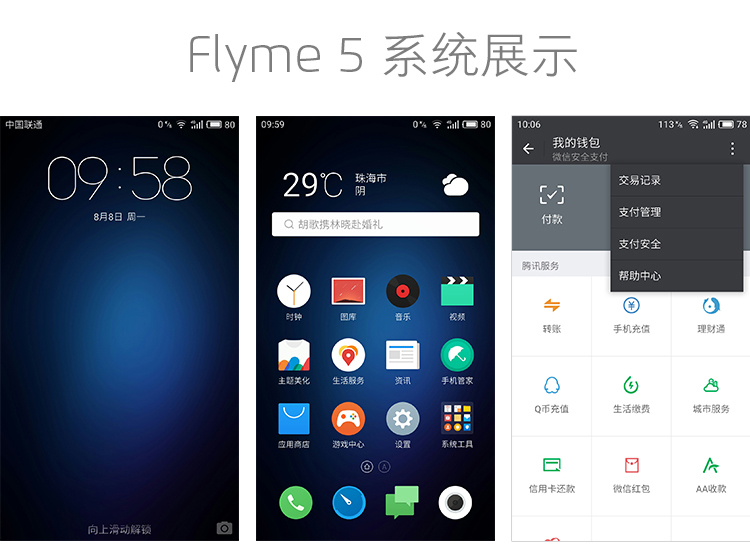 Flyme 5 系统展示
中国联通 0% 80
09:58
8月8日 周一
向上滑动解锁
09:59 0% 80
29℃ 珠海市
阴
胡歌携林晓赴婚礼
时钟 图库 音乐 视频
主题美化 生活服务 资讯 手机管家
应用商店 游戏中心 设置 系统工具
A
10:06 113% 78
我的钱包
微信安全支付
付款
交易记录
支付管理
支付安全
帮助中心
腾讯服务
转账 手机充值 理财通
Q币充值 生活缴费 城市服务
信用卡还款 微信红包 AA收款